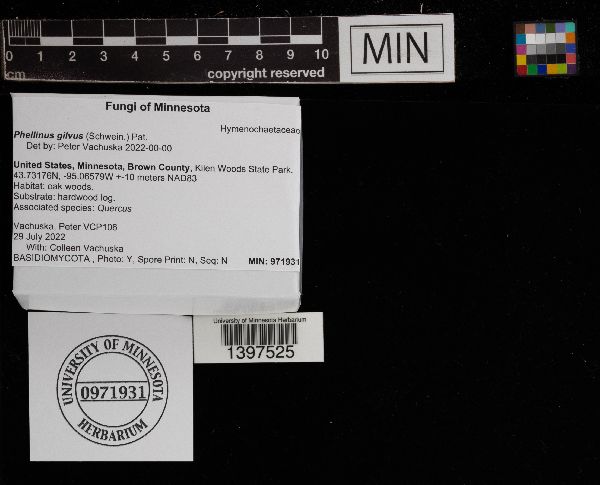 0 1 2 3 4 5 6 7 8 9 10
cm
copyright reserved
MIN
Fungi of Minnesota
Hymenochaetaceae
Phellinus gilvus (Schwein.) Pat.
Det by: Peter Vachuska 2022-00-00
United States, Minnesota, Brown County, Kilen Woods State Park.
43.73176N, -95.06579W +-10 meters NAD83
Habitat: oak woods.
Substrate: hardwood log.
Associated species: Quercus
Vachuska, Peter VCP106
29 July 2022
With: Colleen Vachuska
BASIDIOMYCOTA , Photo: Y, Spore Print: N, Seq: N MIN: 971931
University of Minnesota Herbarium
1397525
UNIVERSITY OF MINNESOTA
0971931
HERBARIUM